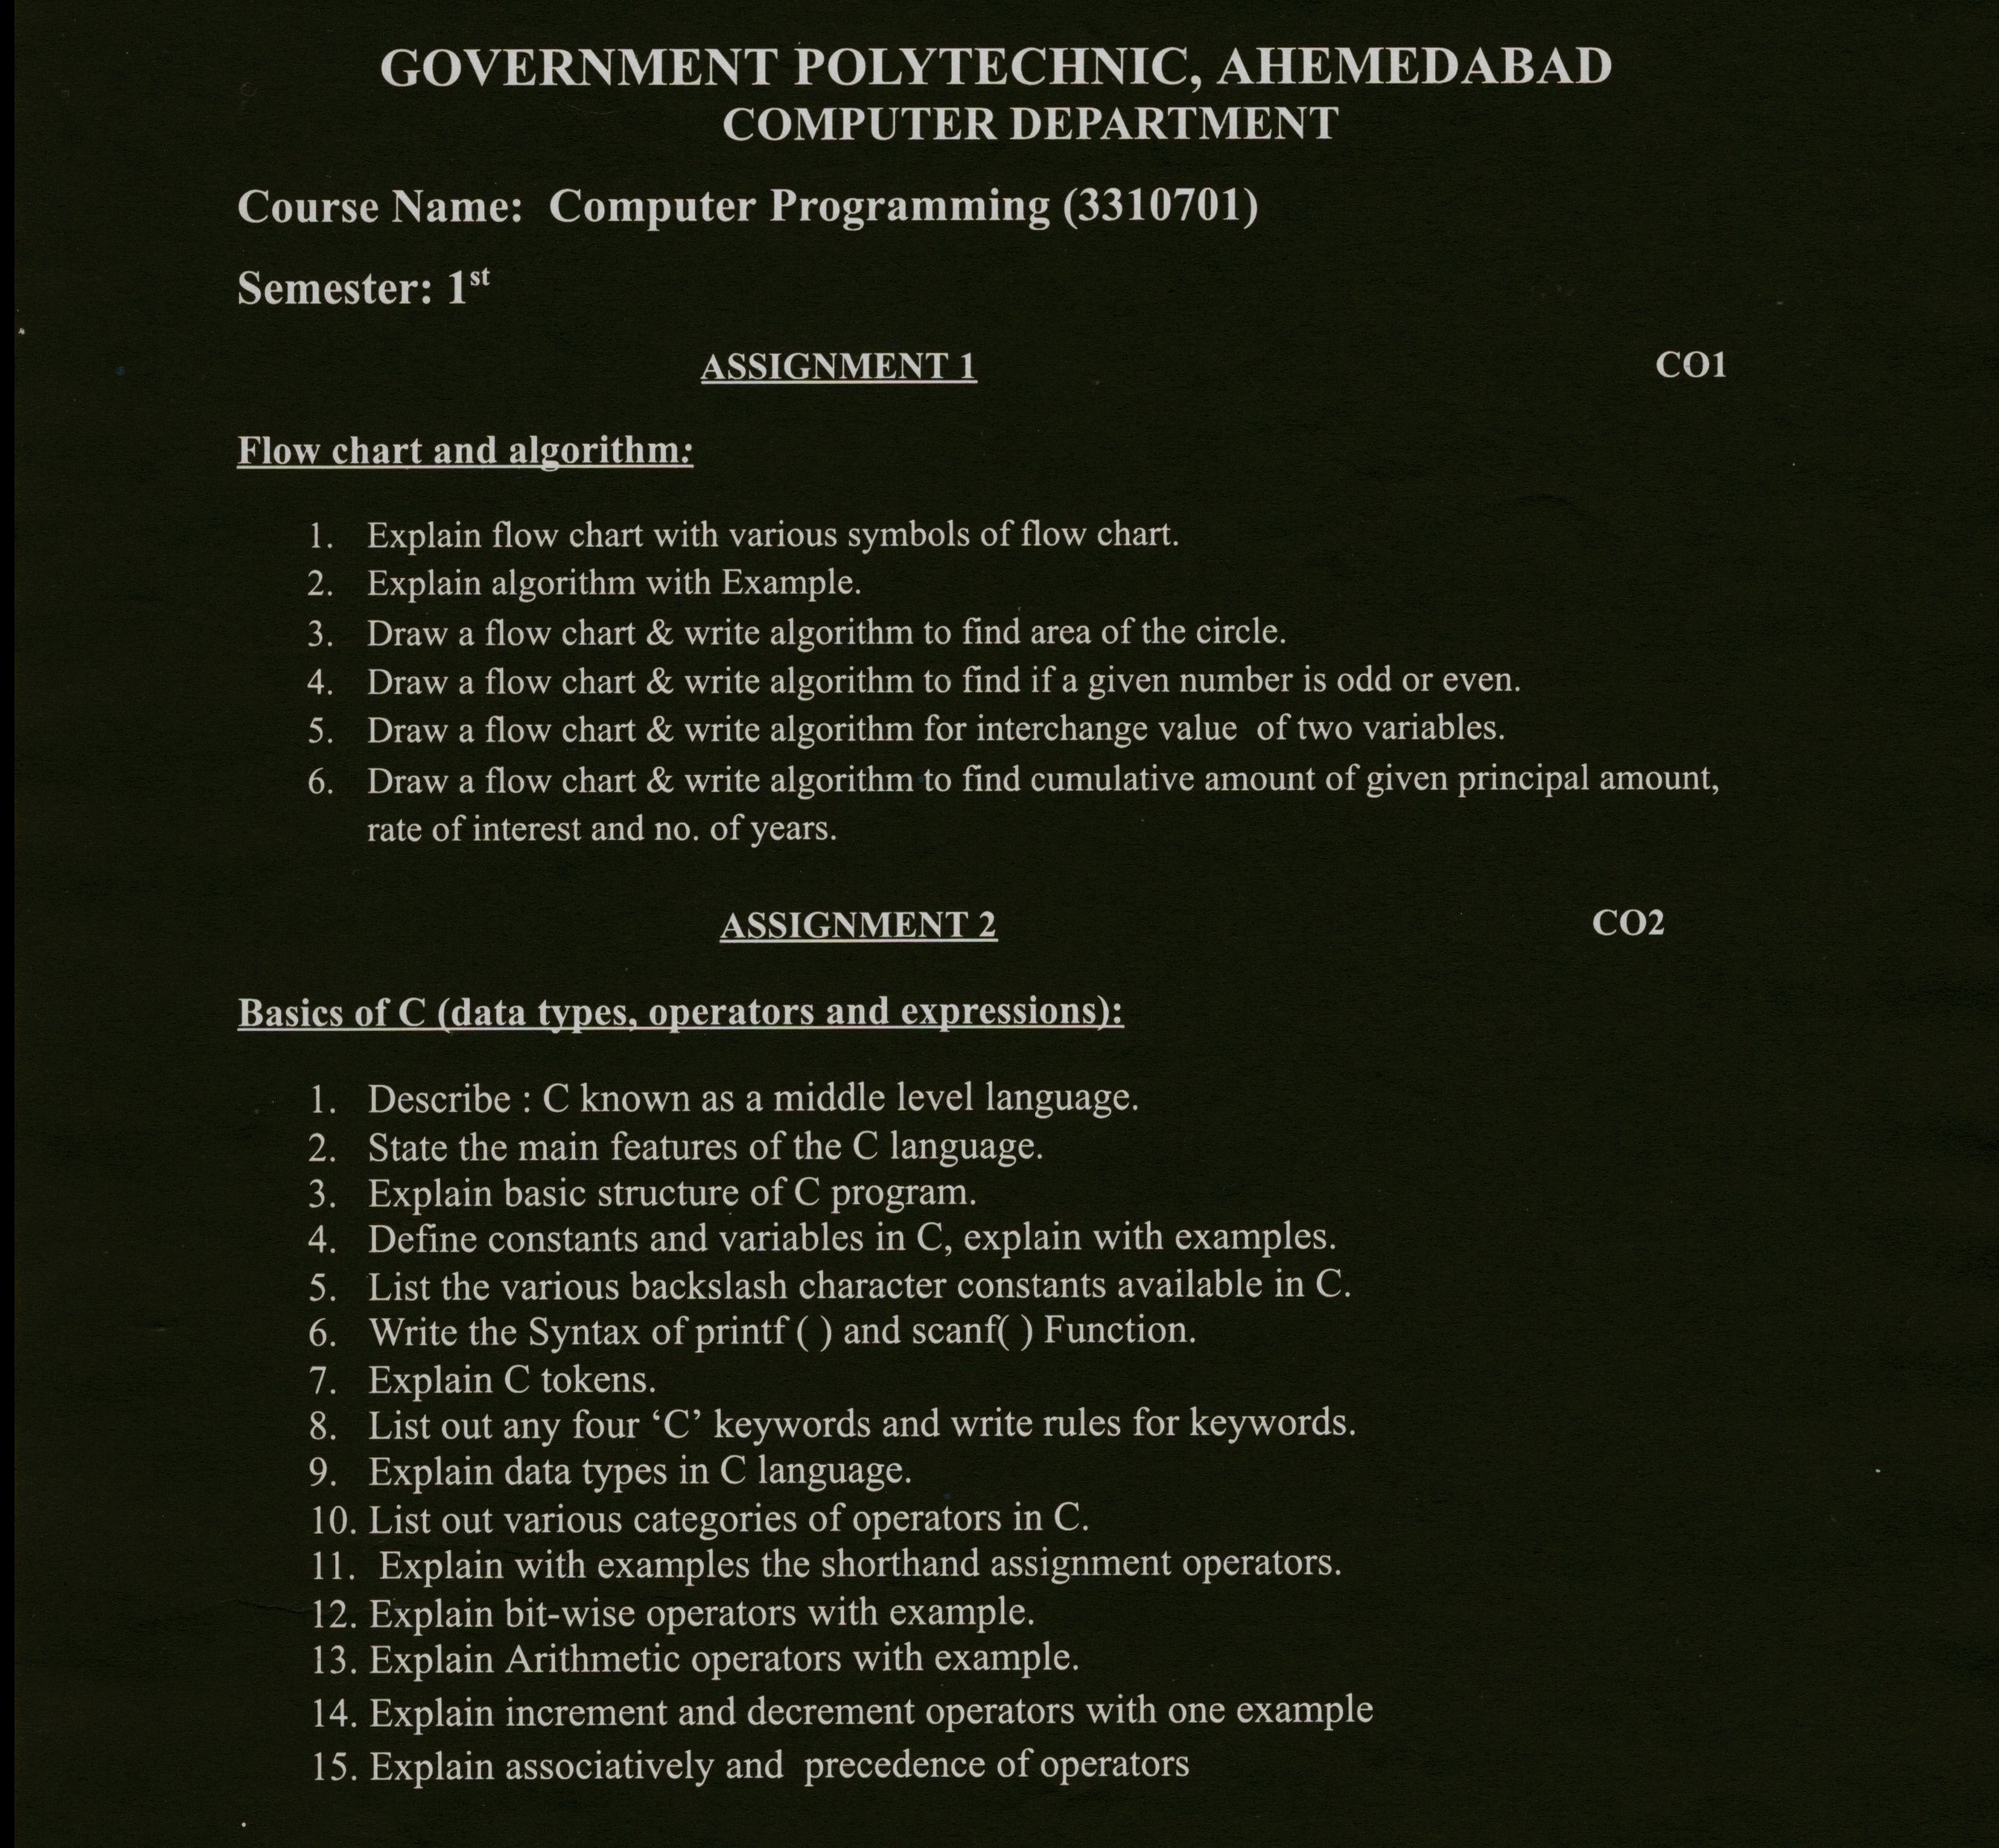 GOVERNMENT POLYTECHNIC, AHEMEDABAD
COMPUTER DEPARTMENT
Course Name:  Computer Programming (3310701)
Semester: 1st
ASSIGNMENT 1 CO1
Flow chart and algorithm:
1. Explain flow chart with various symbols of flow chart.
2. Explain algorithm with Example.
3. Draw a flow chart & write algorithm to find area of the circle.
4. Draw a flow chart & write algorithm to find if a given number is odd or even.
5. Draw a flow chart & write algorithm for interchange value  of two variables.
6. Draw a flow chart & write algorithm to find cumulative amount of given principal amount,
rate of interest and no. of years.
ASSIGNMENT 2 CO2
Basics of C (data types, operators and expressions):
1. Describe : C known as a middle level language.
2. State the main features of the C language.
3. Explain basic structure of C program.
4. Define constants and variables in C, explain with examples.
5. List the various backslash character constants available in C.
6. Write the Syntax of printf ( ) and scanf( ) Function.
7. Explain C tokens.
8. List out any four ‘C’ keywords and write rules for keywords.
9. Explain data types in C language.
10. List out various categories of operators in C.
11.  Explain with examples the shorthand assignment operators.
12. Explain bit-wise operators with example.
13. Explain Arithmetic operators with example.
14. Explain increment and decrement operators with one example
15. Explain associatively and  precedence of operators